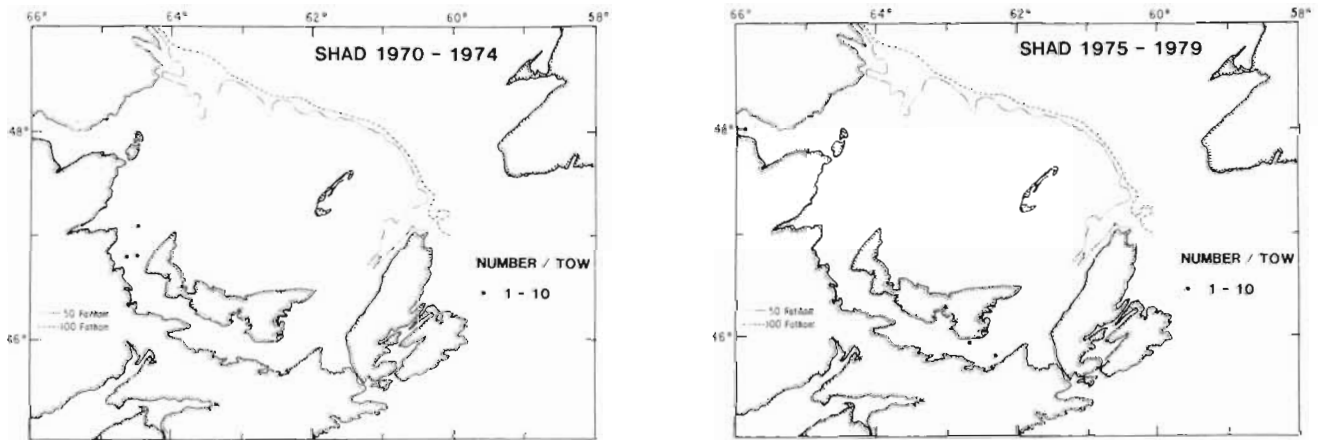 66° 64° 62° 60° 58°
SHAD 1970 - 1974
48°
NUMBER / TOW
• 1 - 10
50 Fathom
100 Fathom
46°
66° 64° 62° 60° 58°
SHAD 1975 - 1979
48°
NUMBER / TOW
• 1 - 10
50 Fathom
100 Fathom
46°